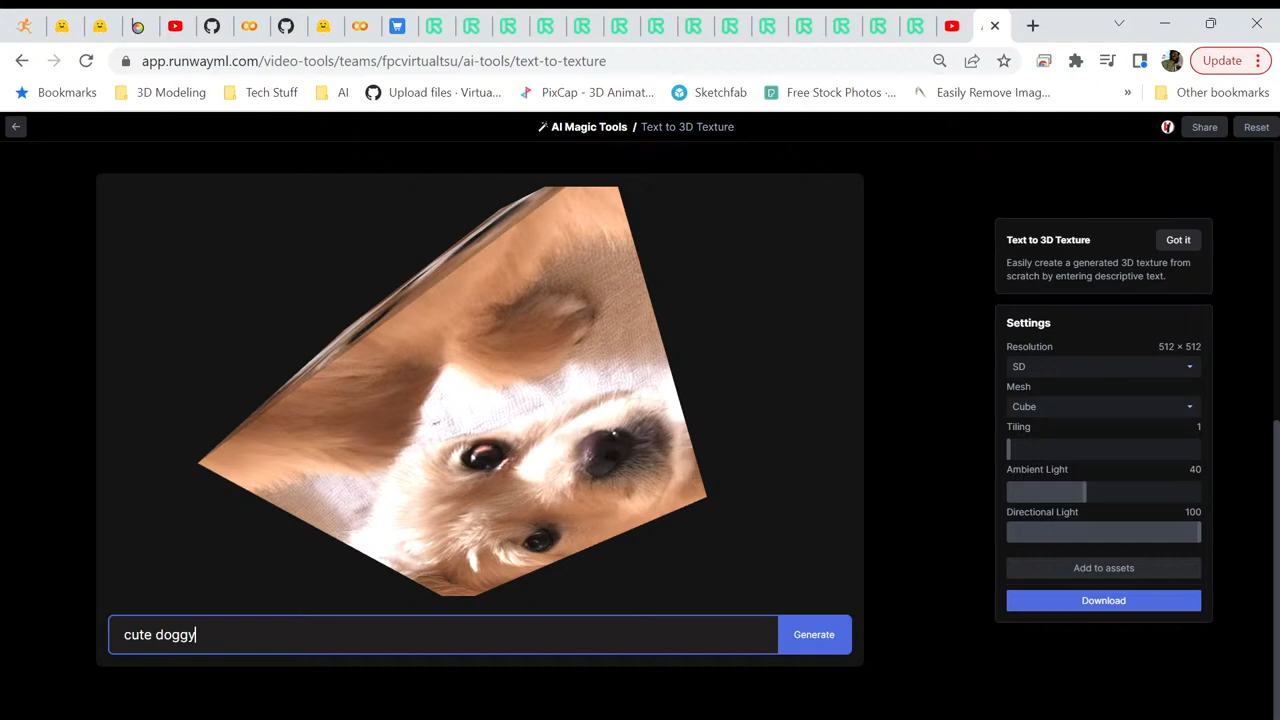 app.runwayml.com/video-tools/teams/fpcvirtualtsu/ai-tools/text-to-texture
Update
Bookmarks
3D Modeling
Tech Stuff
AI
Upload files · Virtua...
PixCap - 3D Animat...
Sketchfab
Free Stock Photos ·...
Easily Remove Imag...
»
Other bookmarks
AI Magic Tools / Text to 3D Texture
Share
Reset
Text to 3D Texture
Got it
Easily create a generated 3D texture from
scratch by entering descriptive text.
Settings
Resolution 512 × 512
SD
Mesh
Cube
Tiling 1
Ambient Light 40
Directional Light 100
Add to assets
Download
cute doggy
Generate